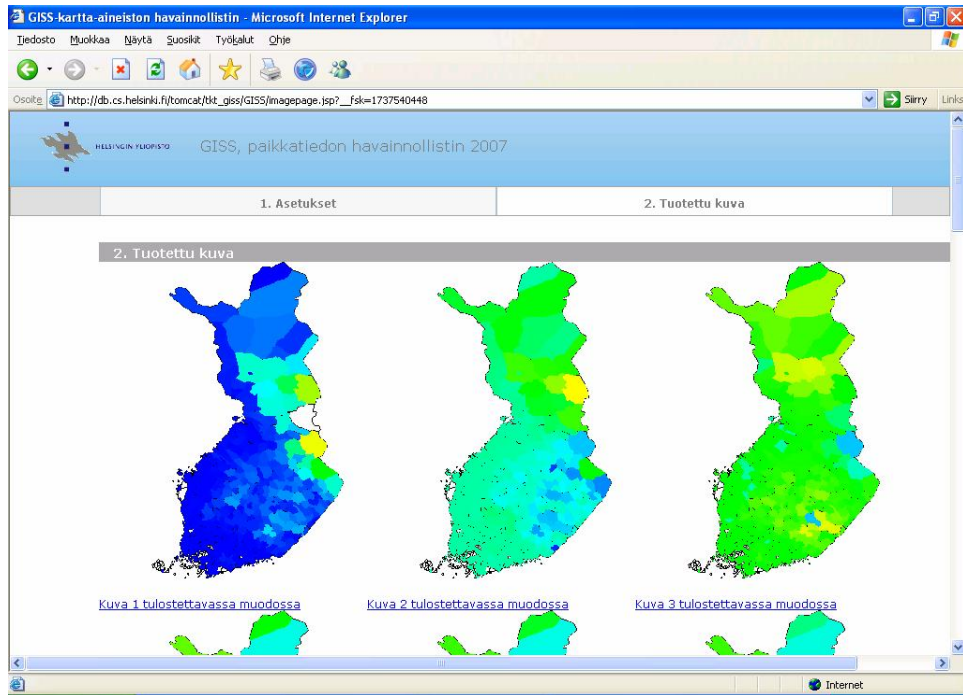 GISS-kartta-aineiston havainnollistin - Microsoft Internet Explorer
Tiedosto Muokkaa Näytä Suosikit Työkalut Ohje
Osoite http://db.cs.helsinki.fi/tomcat/tkt_giss/GISS/imagepage.jsp?__fsk=1737540448 Siirry Links
HELSINGIN YLIOPISTO GISS, paikkatiedon havainnollistin 2007
1. Asetukset 2. Tuotettu kuva
2. Tuotettu kuva
Kuva 1 tulostettavassa muodossa Kuva 2 tulostettavassa muodossa Kuva 3 tulostettavassa muodossa
Internet